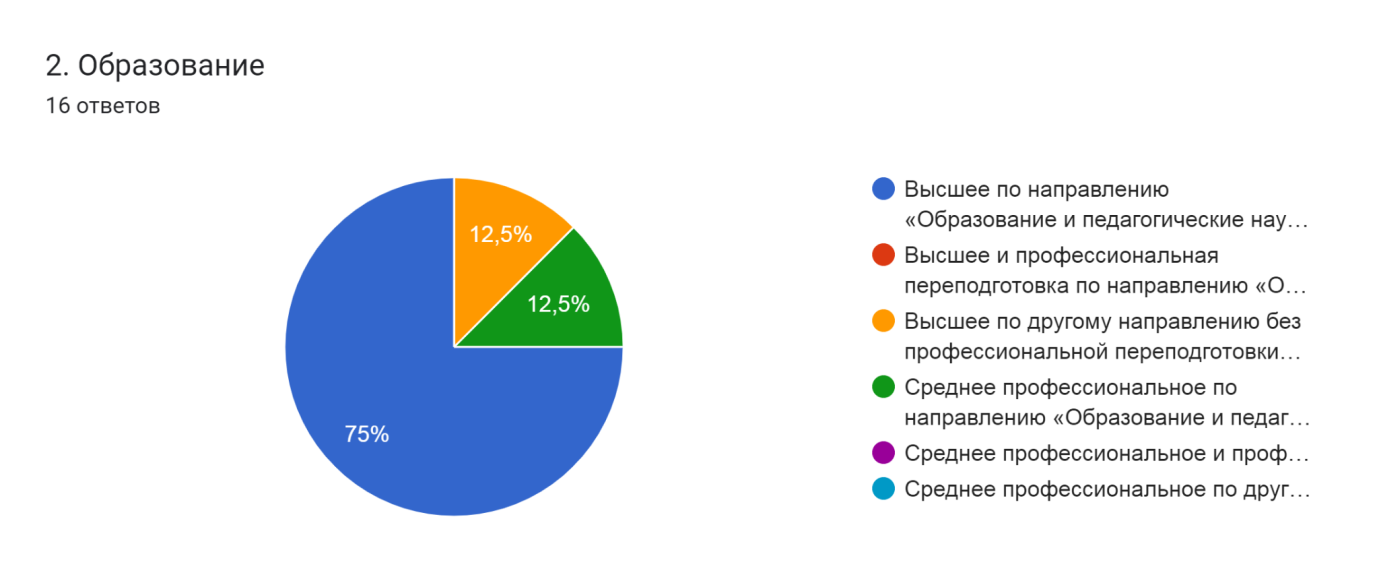 2. Образование
16 ответов
12,5%
12,5%
75%
Высшее по направлению
«Образование и педагогические нау…
Высшее и профессиональная
переподготовка по направлению «О…
Высшее по другому направлению без
профессиональной переподготовки…
Среднее профессиональное по
направлению «Образование и педаг…
Среднее профессиональное и проф…
Среднее профессиональное по друг…